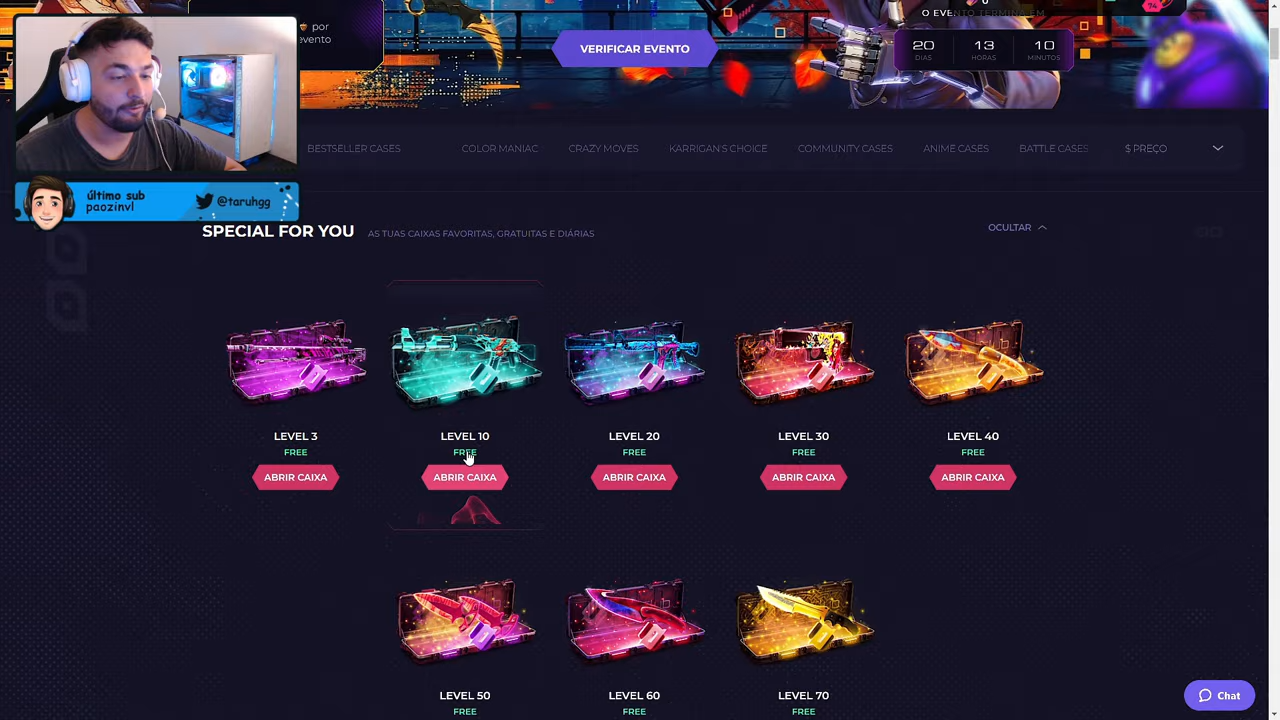 O EVENTO TERMINA EM
por
evento
VERIFICAR EVENTO
20
13
10
DIAS
HORAS
MINUTOS
74
BESTSELLER CASES
COLOR MANIAC
CRAZY MOVES
KARRIGAN'S CHOICE
COMMUNITY CASES
ANIME CASES
BATTLE CASES
$ PREÇO
último sub
paozinvl
@taruhgg
SPECIAL FOR YOU
AS TUAS CAIXAS FAVORITAS, GRATUITAS E DIÁRIAS
OCULTAR
LEVEL 3
FREE
ABRIR CAIXA
LEVEL 10
FREE
ABRIR CAIXA
LEVEL 20
FREE
ABRIR CAIXA
LEVEL 30
FREE
ABRIR CAIXA
LEVEL 40
FREE
ABRIR CAIXA
LEVEL 50
FREE
LEVEL 60
FREE
LEVEL 70
FREE
Chat